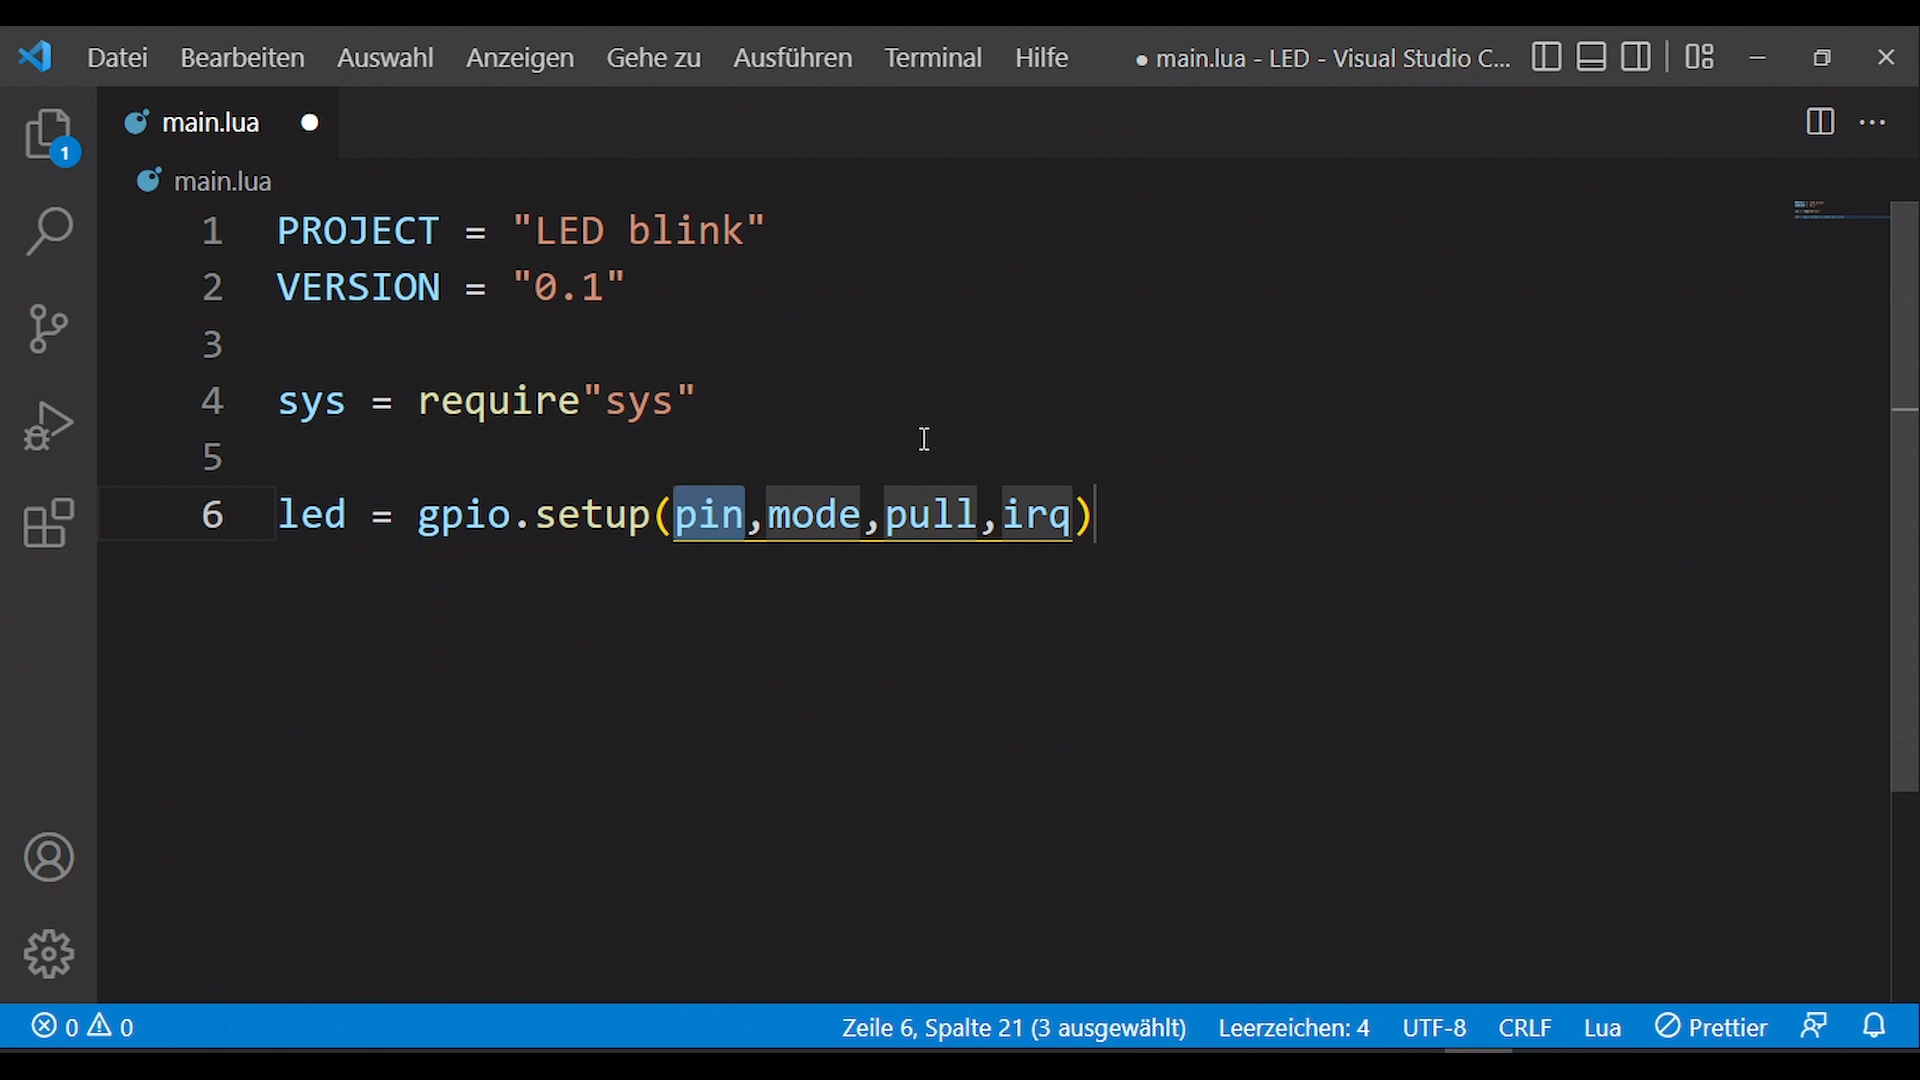 Datei Bearbeiten Auswahl Anzeigen Gehe zu Ausführen Terminal Hilfe ● main.lua - LED - Visual Studio C...
main.lua
main.lua
1
1 PROJECT = "LED blink"
2 VERSION = "0.1"
3
4 sys = require"sys"
5
6 led = gpio.setup(pin,mode,pull,irq)
0 0 Zeile 6, Spalte 21 (3 ausgewählt) Leerzeichen: 4 UTF-8 CRLF Lua Prettier